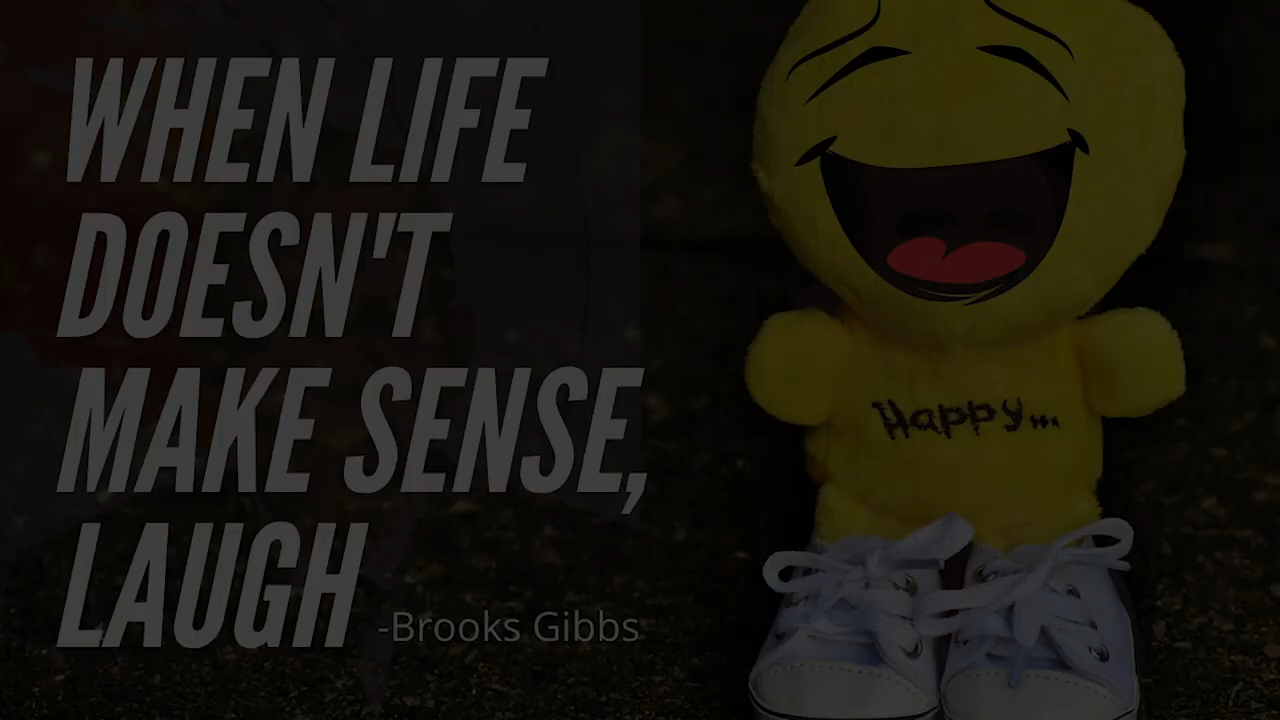 WHEN LIFE
DOESN'T
MAKE SENSE,
LAUGH -Brooks Gibbs
Happy...